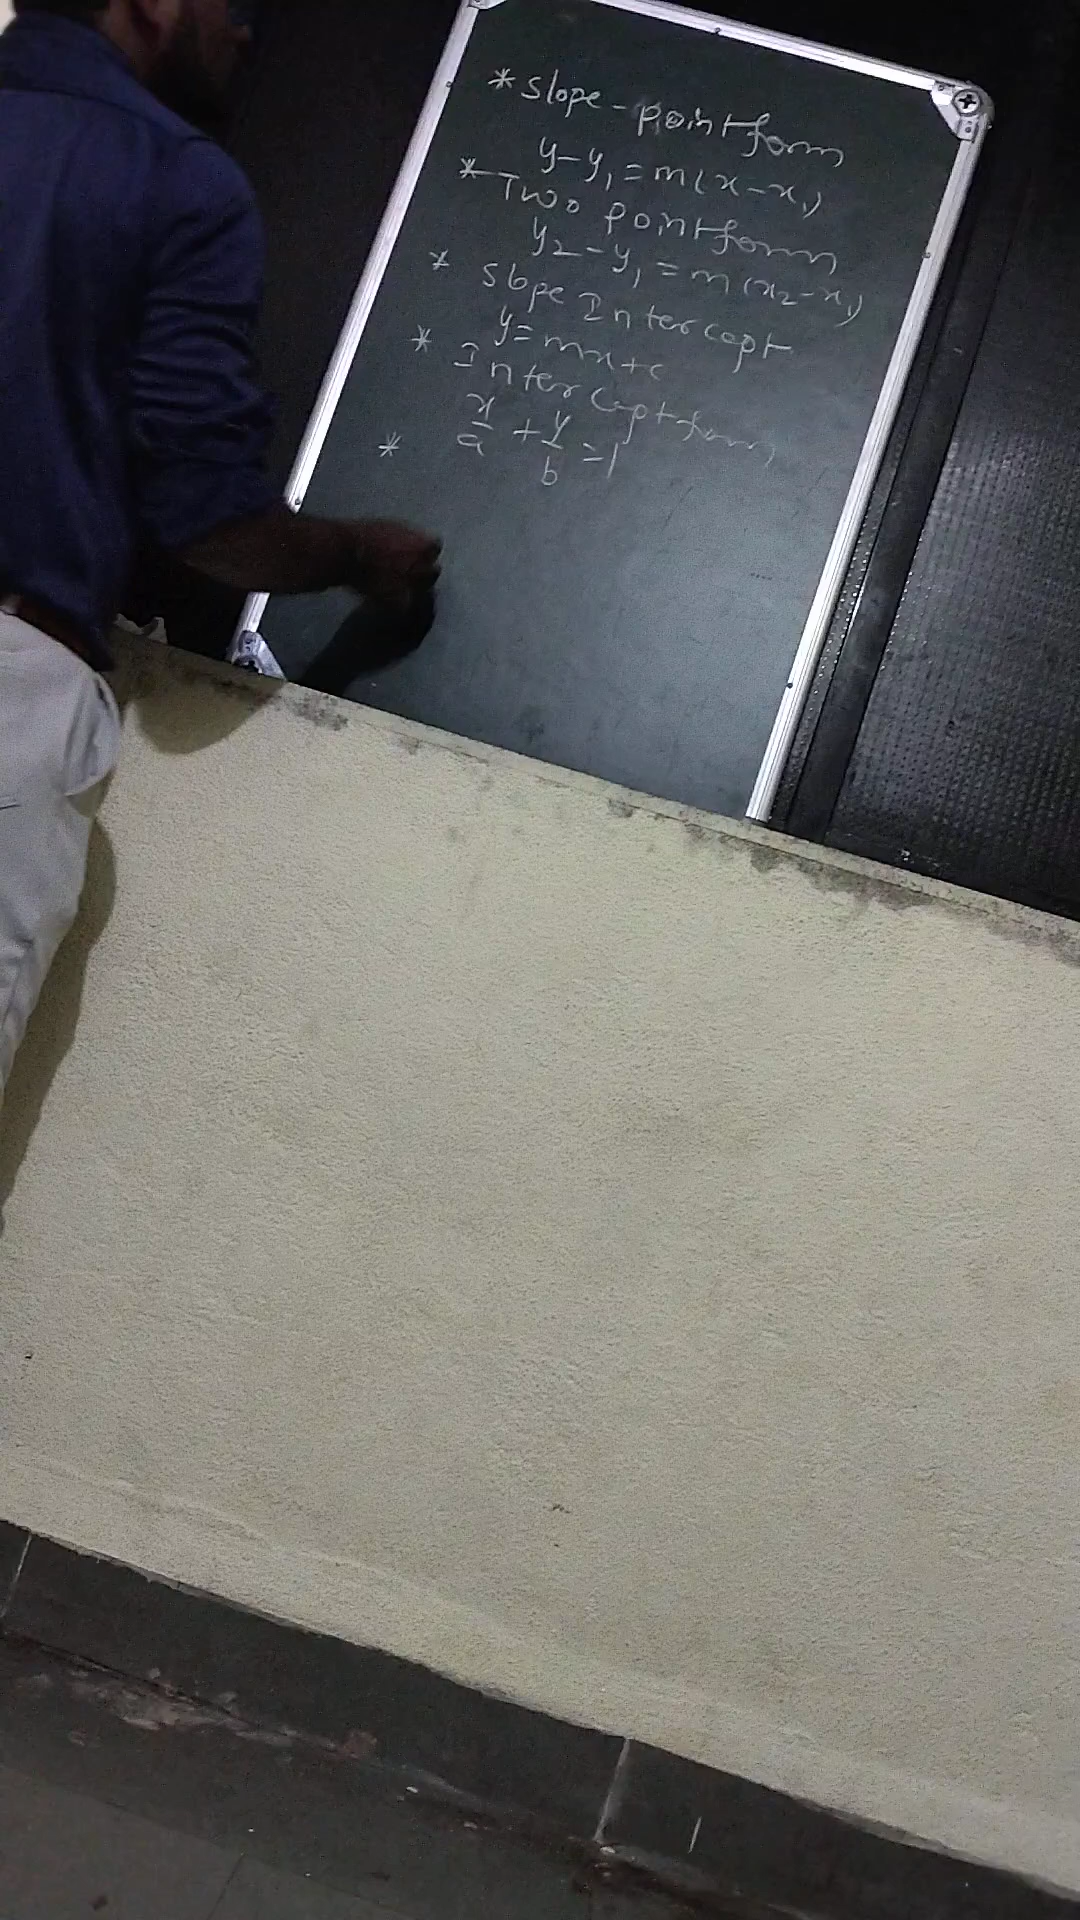 * Slope - point form
y - y₁ = m(x - x₁)
* Two point form
y₂ - y₁ = m(x₂ - x₁)
* Slope Intercept
y = mx + c
* Intercept form
x/a + y/b = 1
*